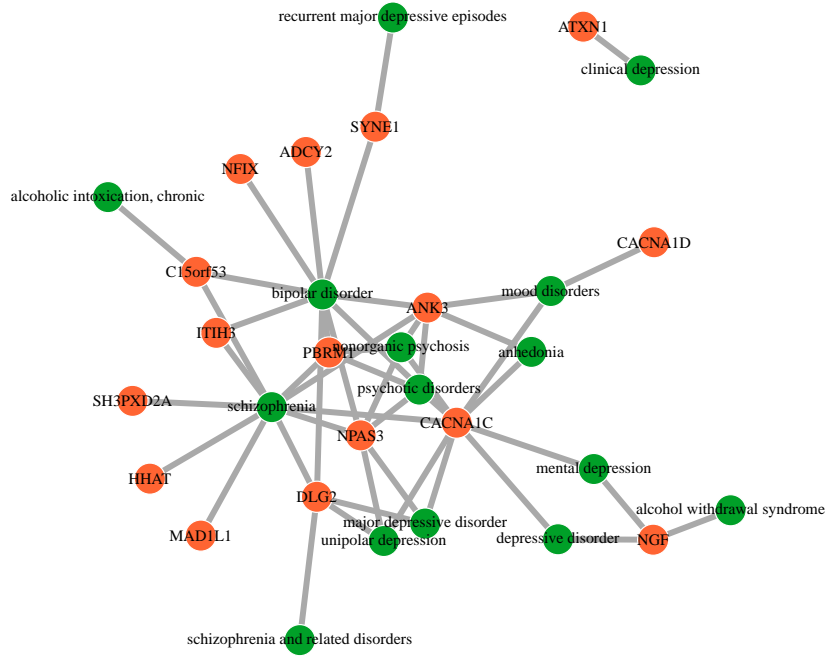 recurrent major depressive episodes
ATXN1
clinical depression
SYNE1
ADCY2
NFIX
alcoholic intoxication, chronic
CACNA1D
C15orf53
bipolar disorder
mood disorders
ANK3
ITIH3
PBRM1
nonorganic psychosis
anhedonia
psychotic disorders
SH3PXD2A
schizophrenia
CACNA1C
NPAS3
mental depression
HHAT
DLG2
alcohol withdrawal syndrome
major depressive disorder
MAD1L1
unipolar depression
depressive disorder
NGF
schizophrenia and related disorders